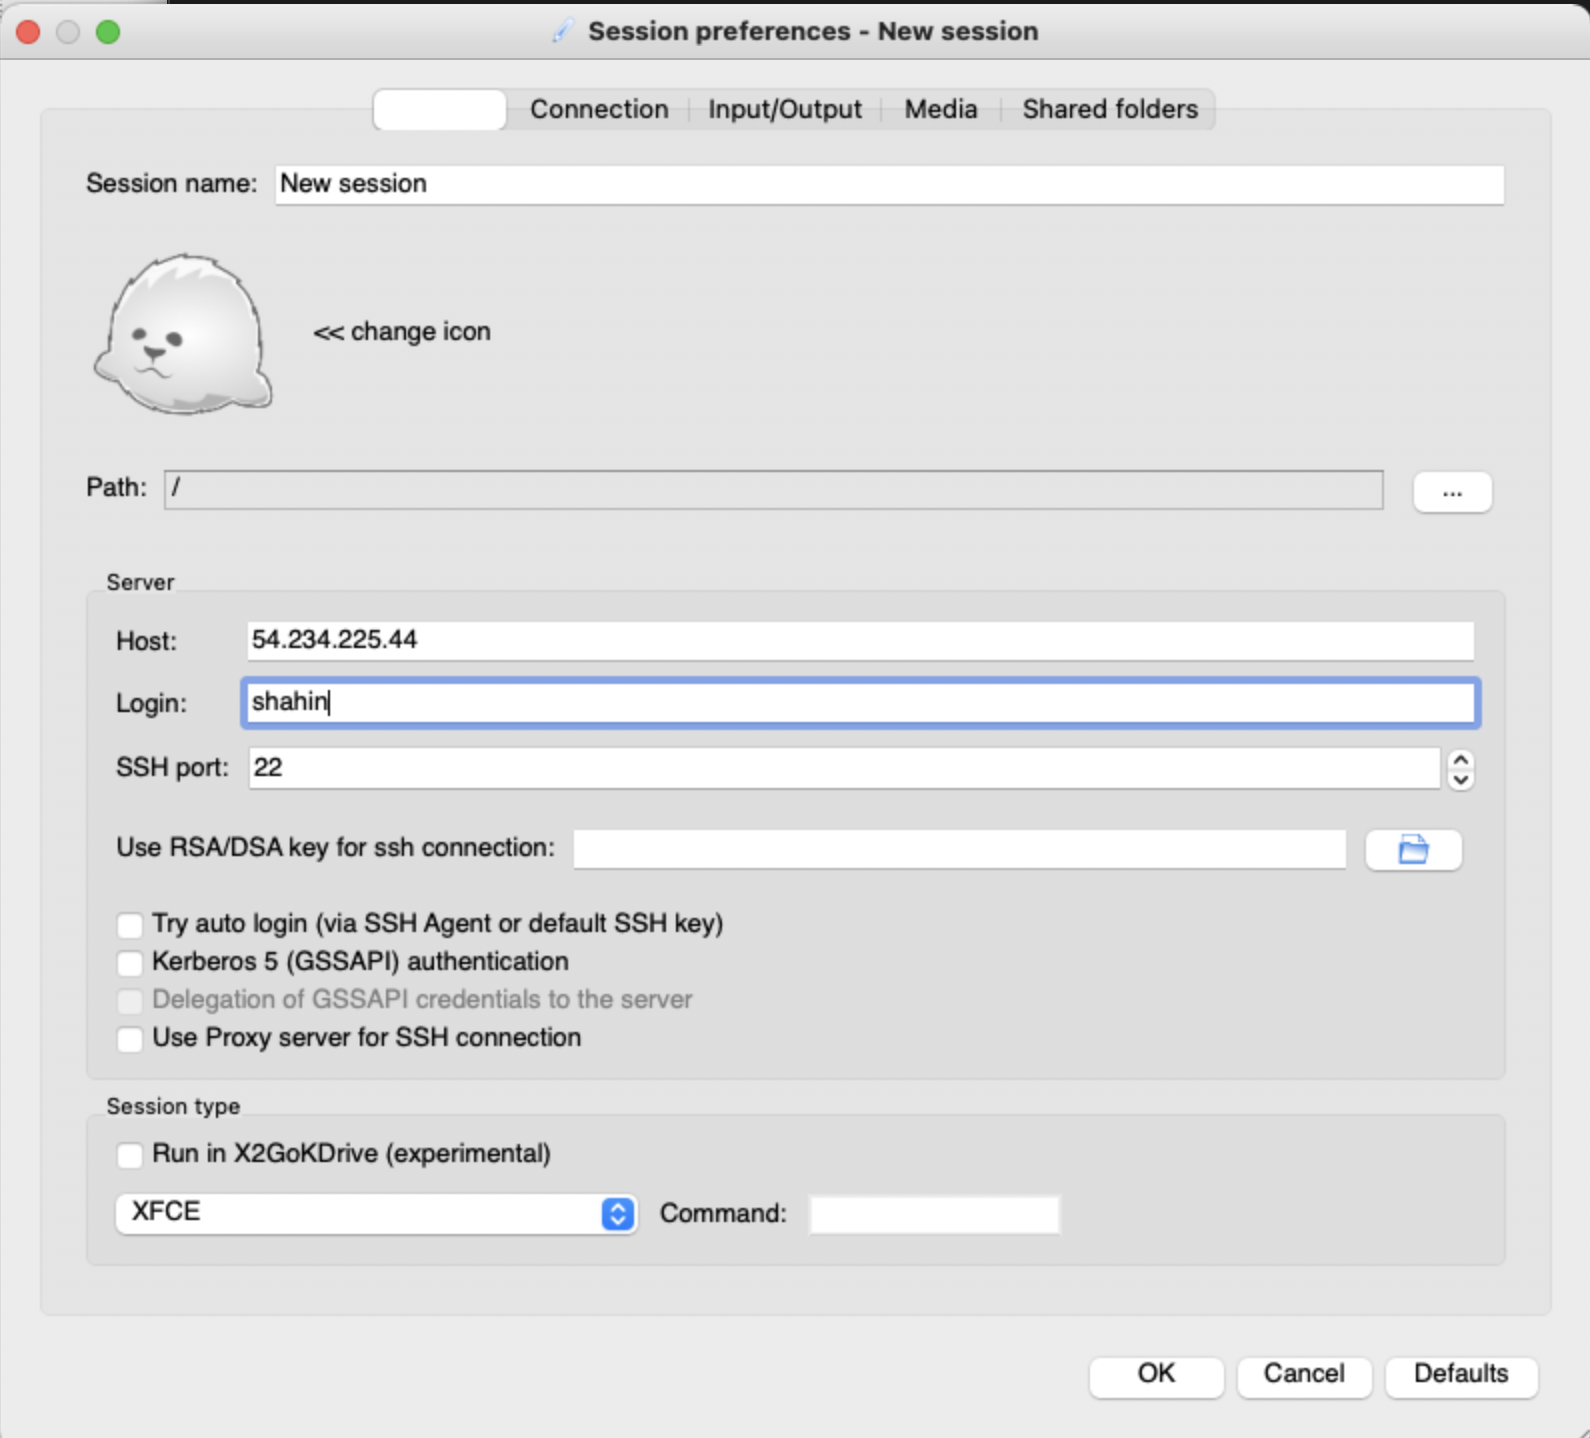 Session preferences - New session
Connection Input/Output Media Shared folders
Session name: New session
<< change icon
Path: / ...
Server
Host: 54.234.225.44
Login: shahin
SSH port: 22
Use RSA/DSA key for ssh connection:
Try auto login (via SSH Agent or default SSH key)
Kerberos 5 (GSSAPI) authentication
Delegation of GSSAPI credentials to the server
Use Proxy server for SSH connection
Session type
Run in X2GoKDrive (experimental)
XFCE Command:
OK Cancel Defaults